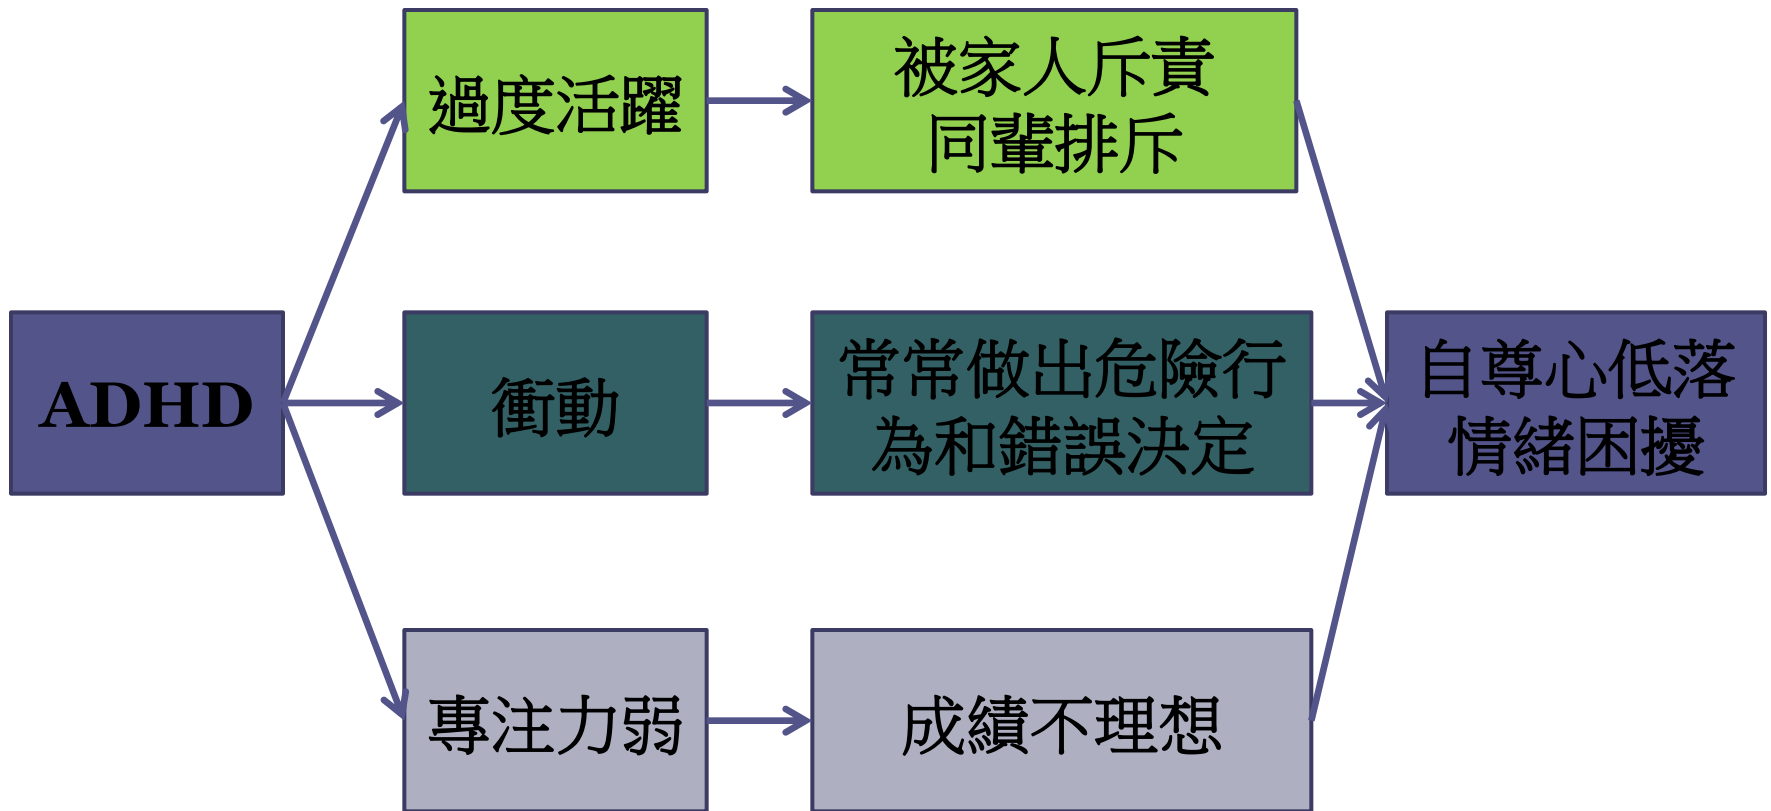 ADHD
過度活躍
被家人斥責
同輩排斥
衝動
常常做出危險行
為和錯誤決定
專注力弱
成績不理想
自尊心低落
情緒困擾